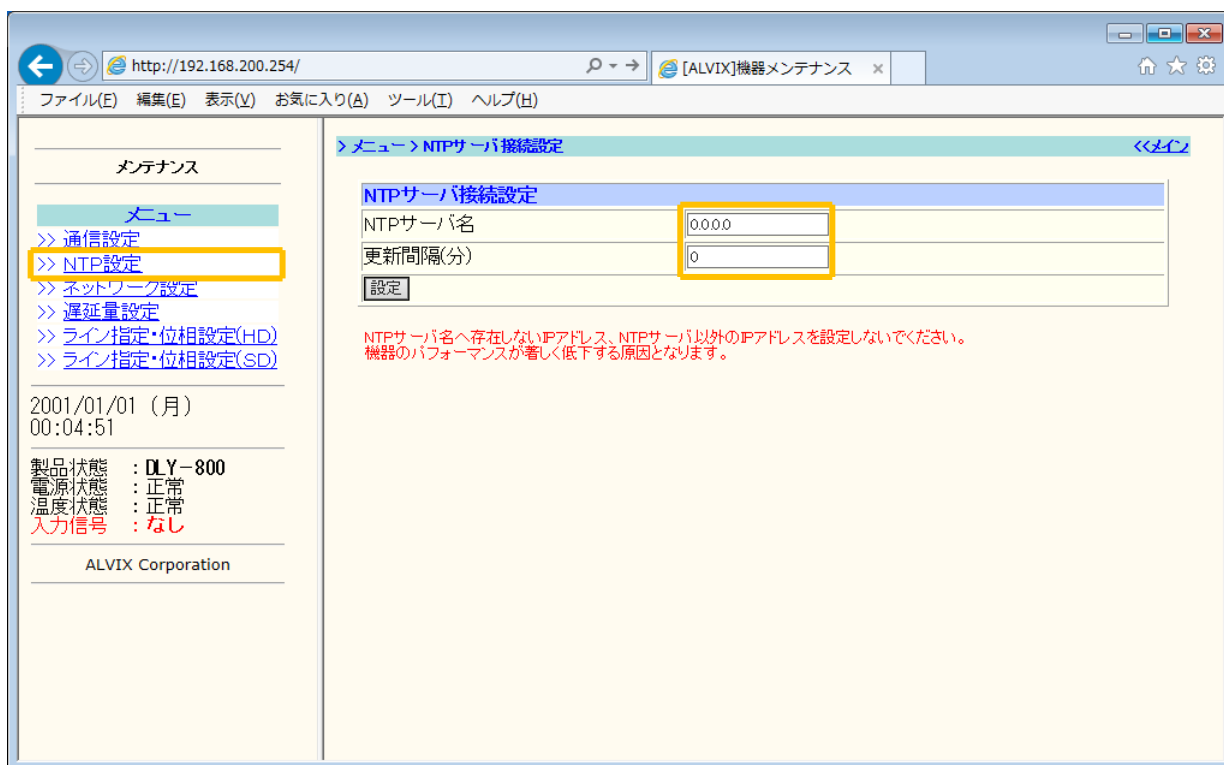 http://192.168.200.254/
[ALVIX]機器メンテナンス
ファイル(F) 編集(E) 表示(V) お気に入り(A) ツール(T) ヘルプ(H)
メンテナンス
メニュー
>> 通信設定
>> NTP設定
>> ネットワーク設定
>> 遅延量設定
>> ライン指定・位相設定(HD)
>> ライン指定・位相設定(SD)
2001/01/01 (月)
00:04:51
製品状態 :DLY-800
電源状態 :正常
温度状態 :正常
入力信号 :なし
ALVIX Corporation
> メニュー > NTPサーバ接続設定 <<メイン
NTPサーバ接続設定
NTPサーバ名 0.0.0.0
更新間隔(分) 0
設定
NTPサーバ名へ存在しないIPアドレス、NTPサーバ以外のIPアドレスを設定しないでください。
機器のパフォーマンスが著しく低下する原因となります。